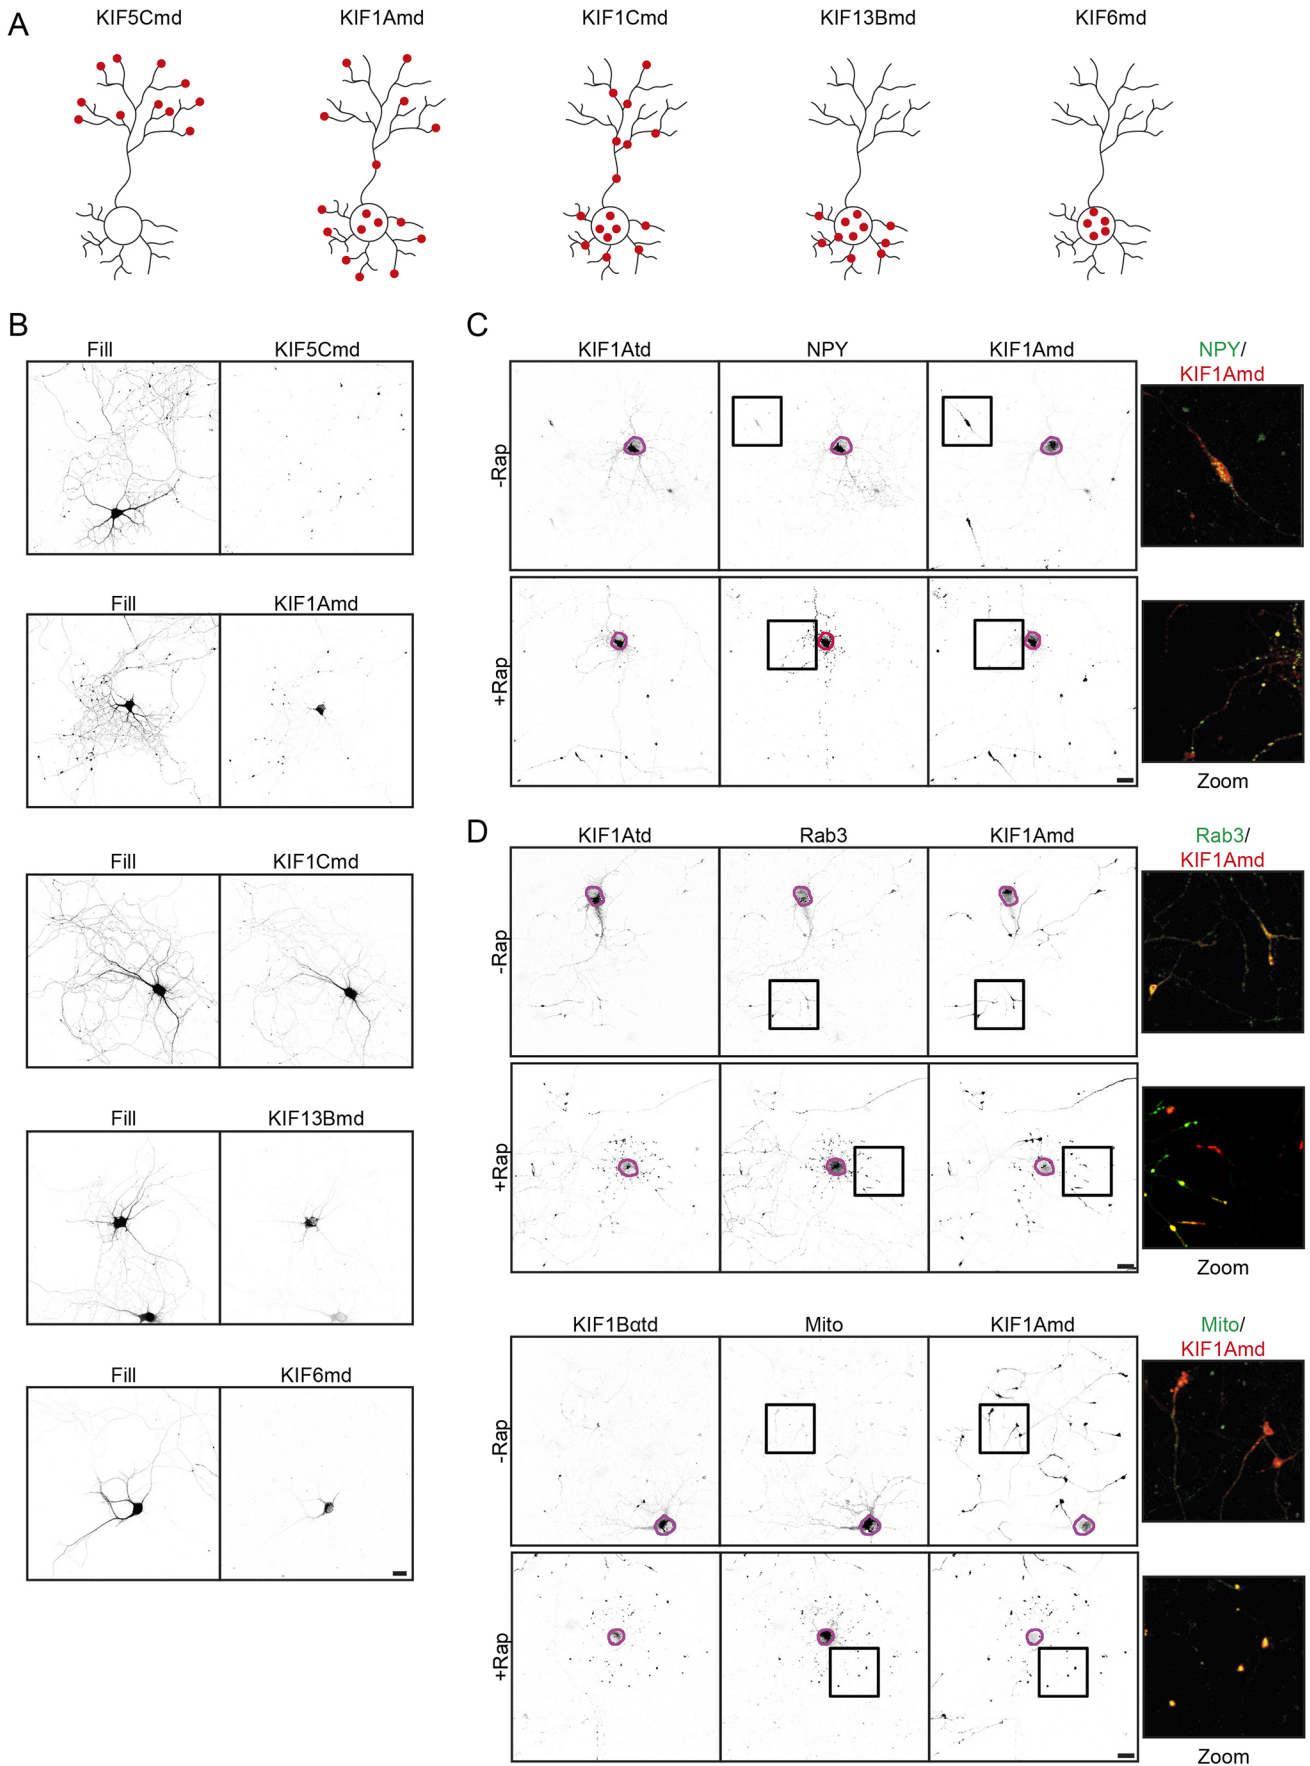 A
KIF5Cmd
KIF1Amd
KIF1Cmd
KIF13Bmd
KIF6md
B
Fill
KIF5Cmd
Fill
KIF1Amd
Fill
KIF1Cmd
Fill
KIF13Bmd
Fill
KIF6md
C
KIF1Atd
NPY
KIF1Amd
NPY/
KIF1Amd
-Rap
+Rap
Zoom
D
KIF1Atd
Rab3
KIF1Amd
Rab3/
KIF1Amd
-Rap
+Rap
Zoom
KIF1Bαtd
Mito
KIF1Amd
Mito/
KIF1Amd
-Rap
+Rap
Zoom